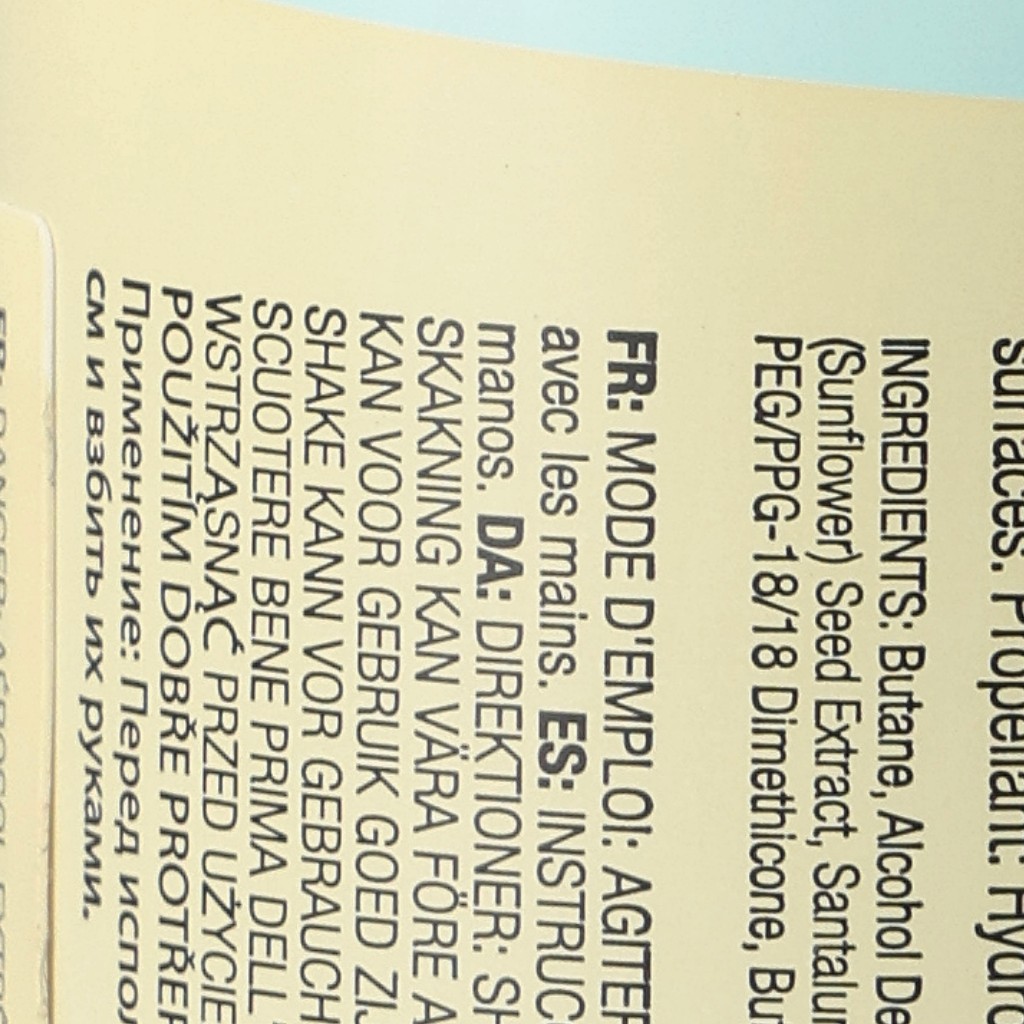 surfaces. Propellant: Hydro
INGREDIENTS: Butane, Alcohol De
(Sunflower) Seed Extract, Santalu
PEG/PPG-18/18 Dimethicone, Bu
FR: MODE D'EMPLOI: AGITER
avec les mains. ES: INSTRUC
manos. DA: DIREKTIONER: SH
SKAKNING KAN VÄRA FÖRE A
KAN VOOR GEBRUIK GOED ZIJ
SHAKE KANN VOR GEBRAUCH
SCUOTERE BENE PRIMA DELL'
WSTRZĄSNĄĆ PRZED UŻYCIE
POUŽITÍM DOBŘE PROTŘEP
Применение: Перед испол
см и взбить их руками.